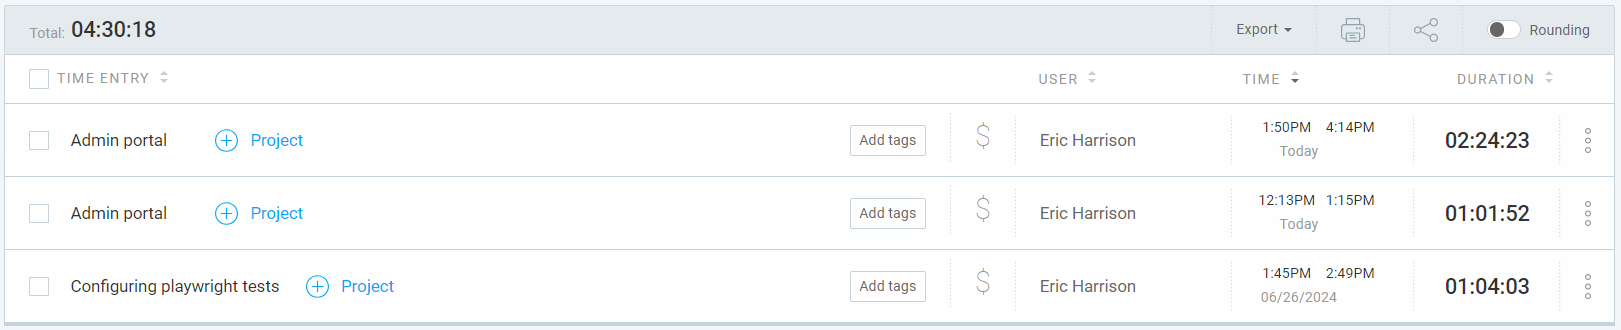 Total: 04:30:18 Export Rounding
TIME ENTRY USER TIME DURATION
Admin portal Project Add tags $ Eric Harrison 1:50PM 4:14PM 02:24:23
Today
Admin portal Project Add tags $ Eric Harrison 12:13PM 1:15PM 01:01:52
Today
Configuring playwright tests Project Add tags $ Eric Harrison 1:45PM 2:49PM 01:04:03
06/26/2024